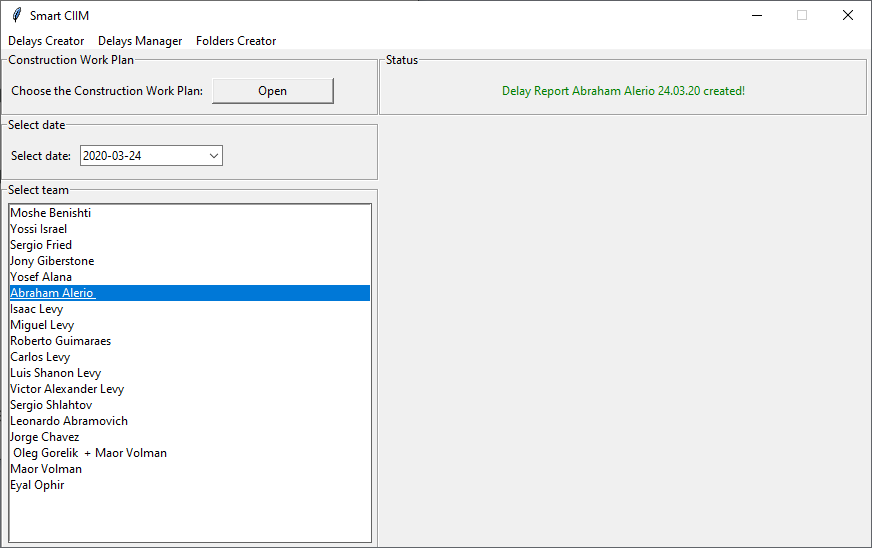 Smart CIIM
Delays Creator Delays Manager Folders Creator
Construction Work Plan
Choose the Construction Work Plan: Open
Status
Delay Report Abraham Alerio 24.03.20 created!
Select date
Select date: 2020-03-24
Select team
Moshe Benishti
Yossi Israel
Sergio Fried
Jony Giberstone
Yosef Alana
Abraham Alerio
Isaac Levy
Miguel Levy
Roberto Guimaraes
Carlos Levy
Luis Shanon Levy
Victor Alexander Levy
Sergio Shlahtov
Leonardo Abramovich
Jorge Chavez
Oleg Gorelik + Maor Volman
Maor Volman
Eyal Ophir